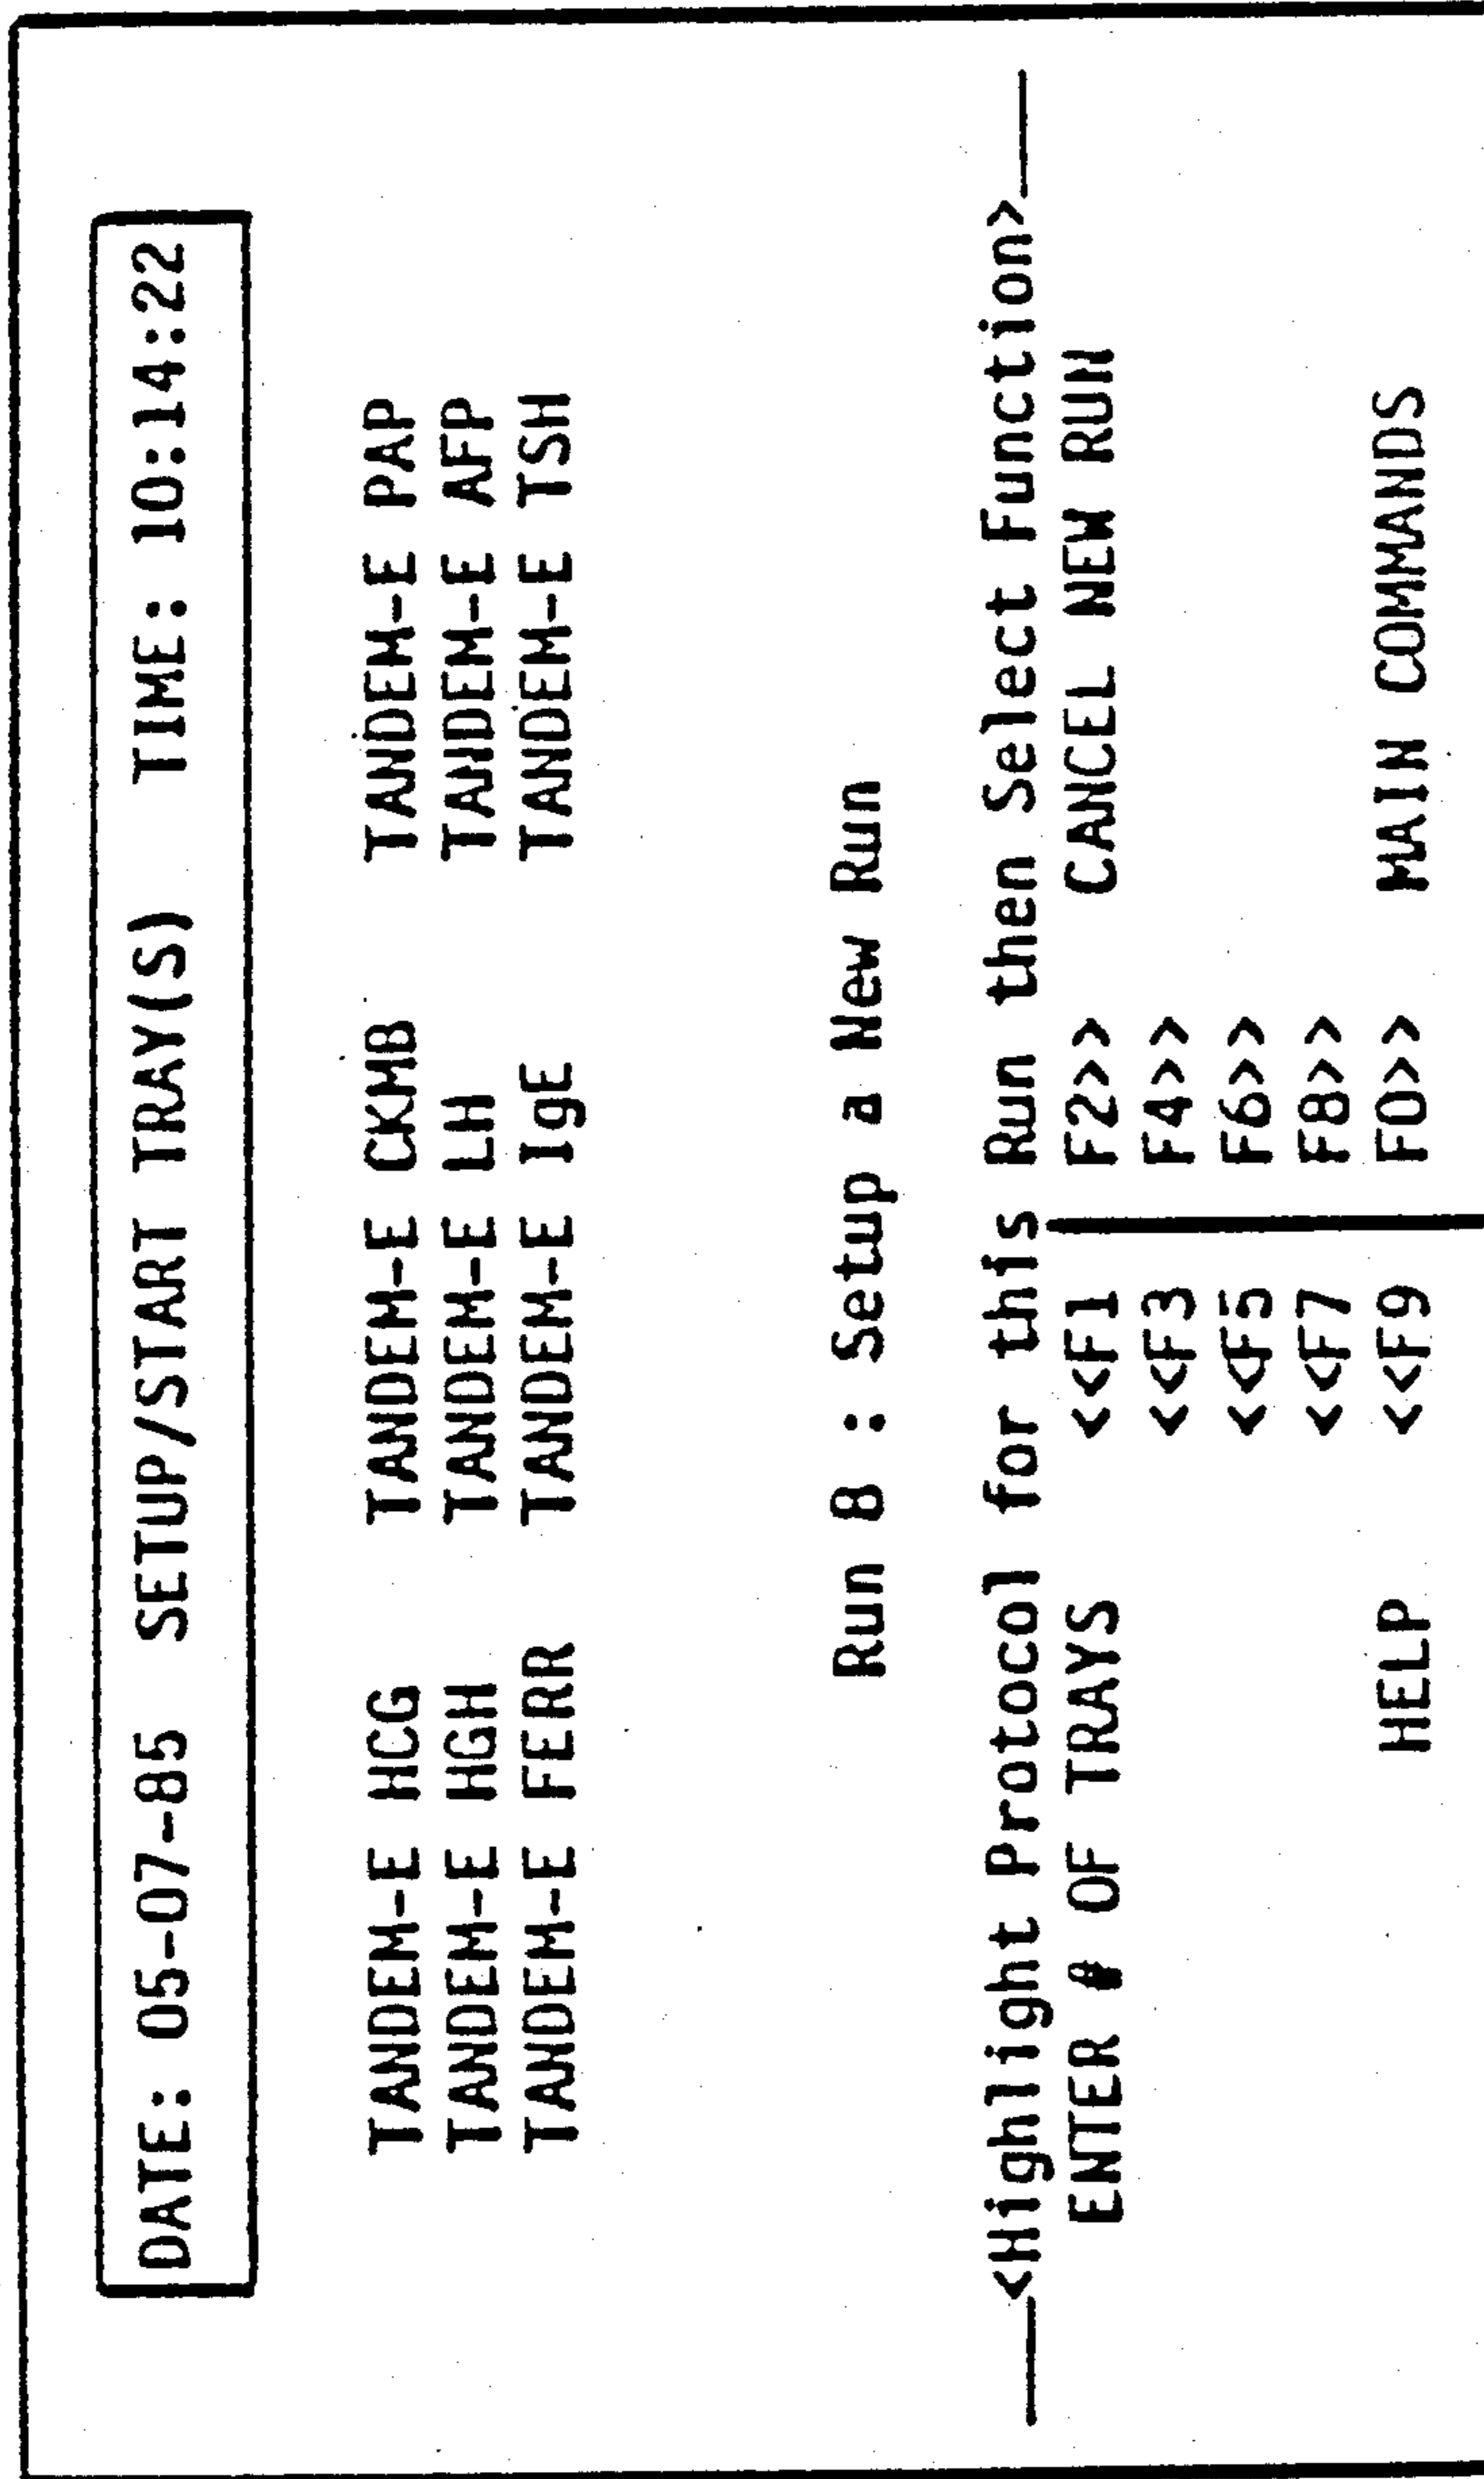 DATE: 05-07-85 SETUP/START TRAY(S) TIME: 10:14:22
TANDEM-E HCG TANDEM-E CKMB TANDEM-E PAP
TANDEM-E HGH TANDEM-E LH TANDEM-E AFP
TANDEM-E FERR TANDEM-E IgE TANDEM-E TSH
Run 8 : Setup a New Run
<Highlight Protocol for this Run then Select Function>
ENTER # OF TRAYS <<F1 F2>> CANCEL NEW RUN
<<F3 F4>>
<<F5 F6>>
<<F7 F8>>
HELP <<F9 F0>> MAIN COMMANDS